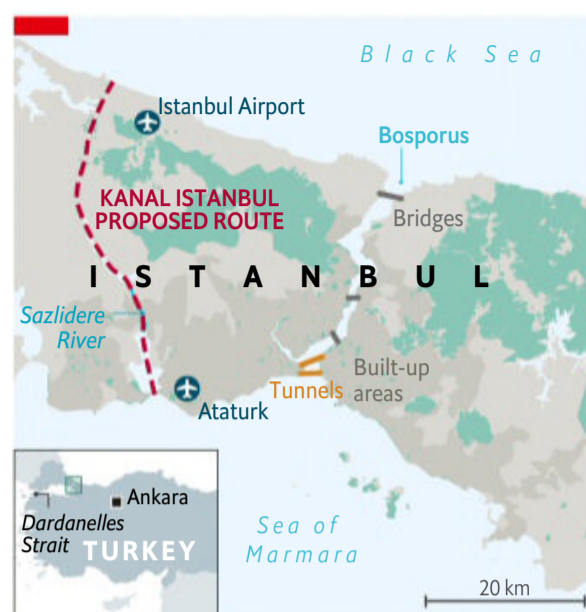 Black Sea
Istanbul Airport
Bosporus
KANAL ISTANBUL
PROPOSED ROUTE
Bridges
ISTANBUL
Sazlidere
River
Built-up
areas
Tunnels
Ataturk
Ankara
Dardanelles
Strait
TURKEY
Sea of
Marmara
20 km